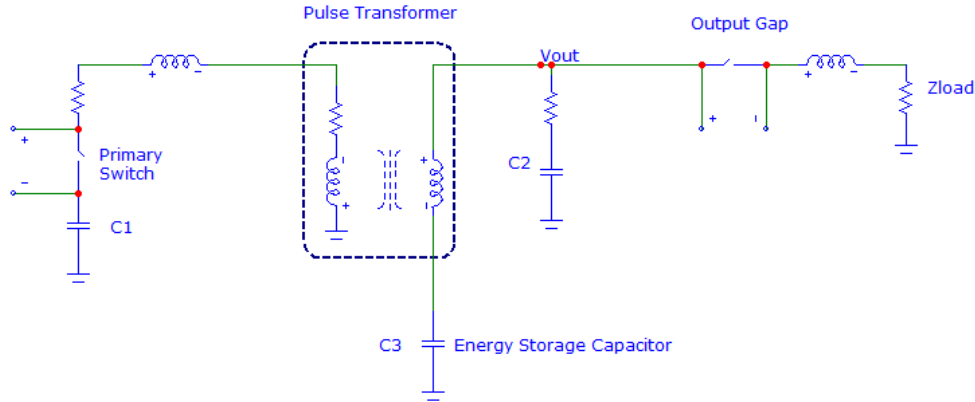 Pulse Transformer
Output Gap
Vout
+ -
+ -
Zload
+
Primary
Switch
-
C1
I
+
+
I
C2
+
I
C3
Energy Storage Capacitor